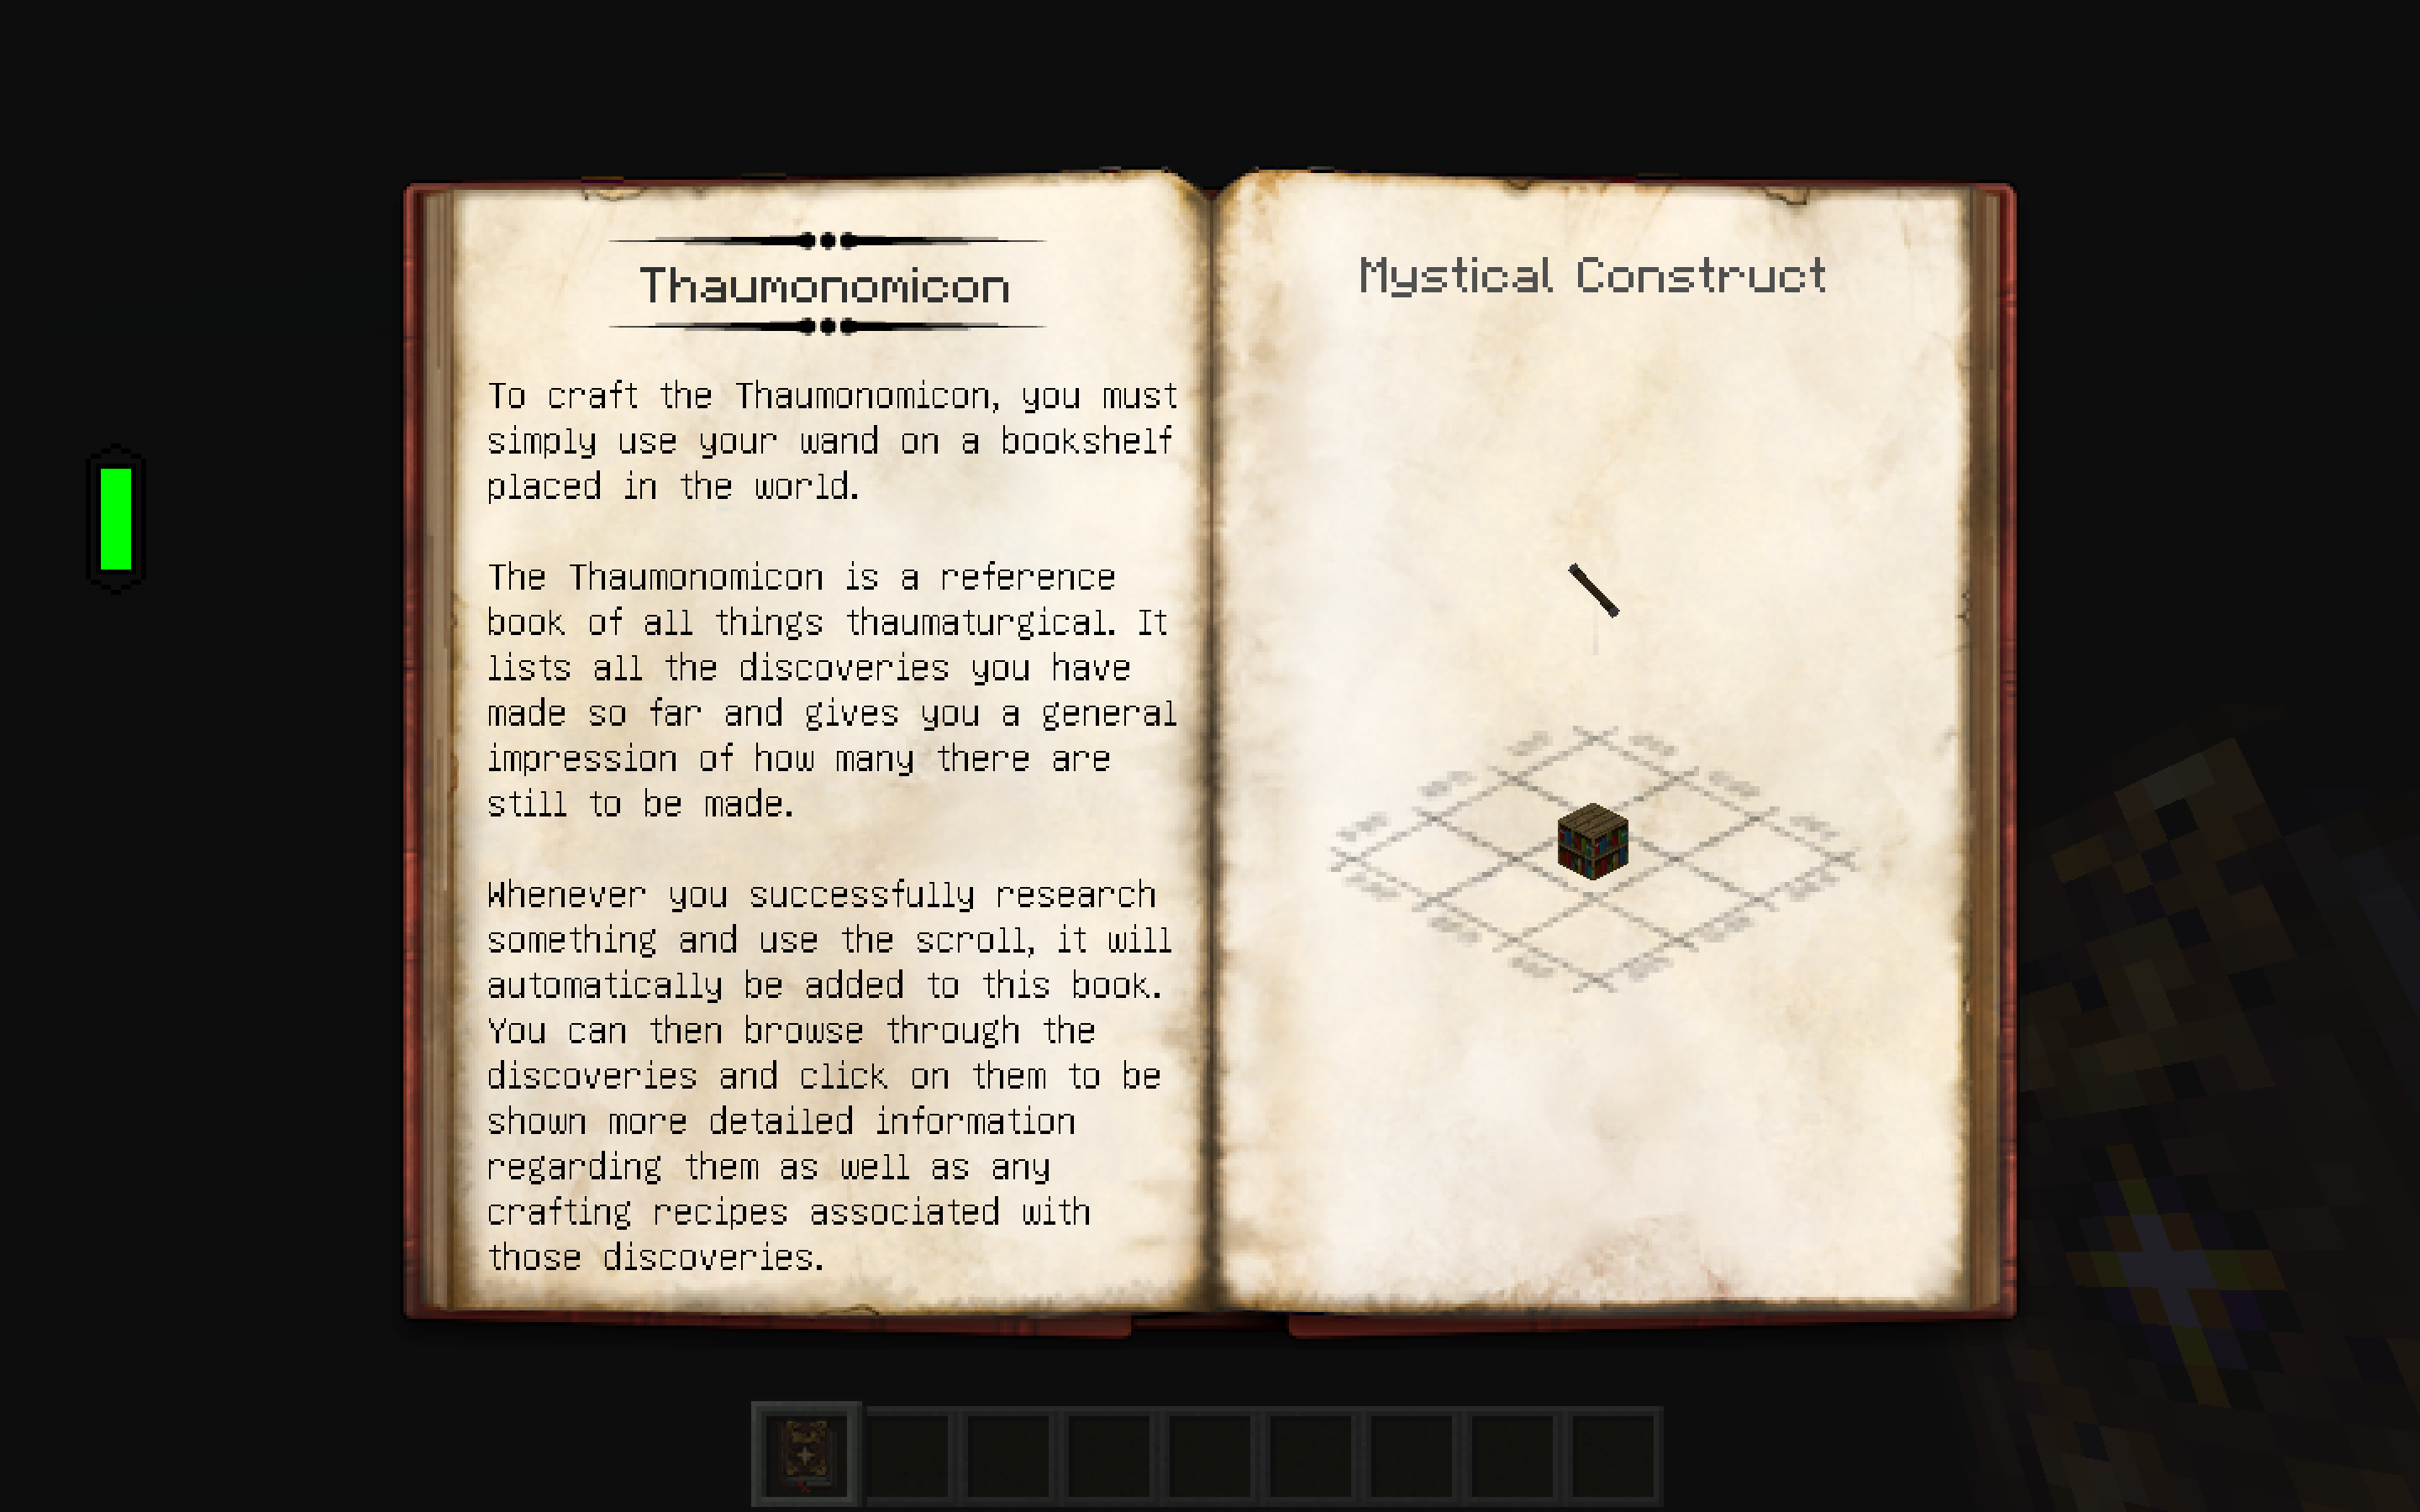 Thaumonomicon
To craft the Thaumonomicon, you must
simply use your wand on a bookshelf
placed in the world.
The Thaumonomicon is a reference
book of all things thaumaturgical. It
lists all the discoveries you have
made so far and gives you a general
impression of how many there are
still to be made.
Whenever you successfully research
something and use the scroll, it will
automatically be added to this book.
You can then browse through the
discoveries and click on them to be
shown more detailed information
regarding them as well as any
crafting recipes associated with
those discoveries.
Mystical Construct